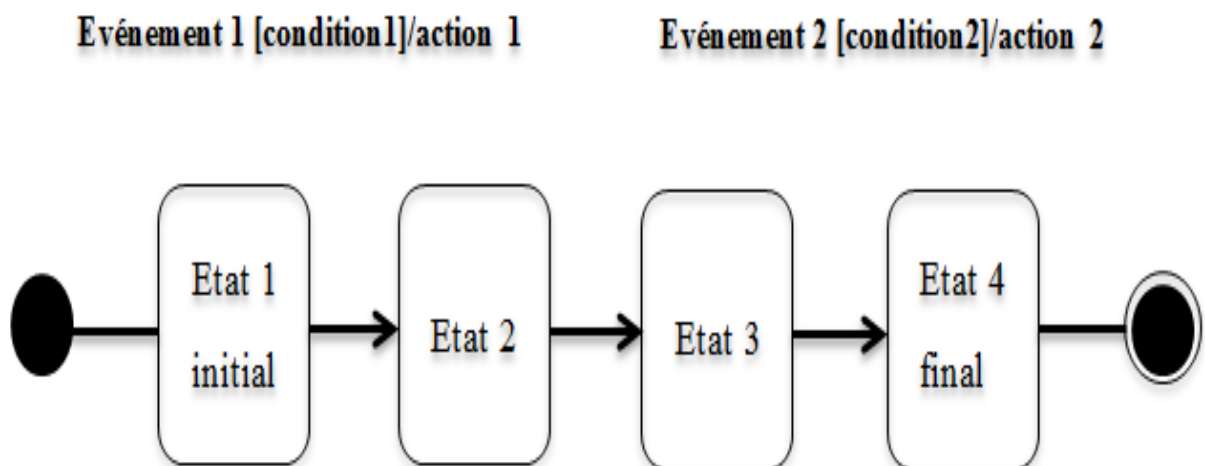 Evénement 1 [condition1]/action 1
Evénement 2 [condition2]/action 2
Etat 1
initial
Etat 2
Etat 3
Etat 4
final